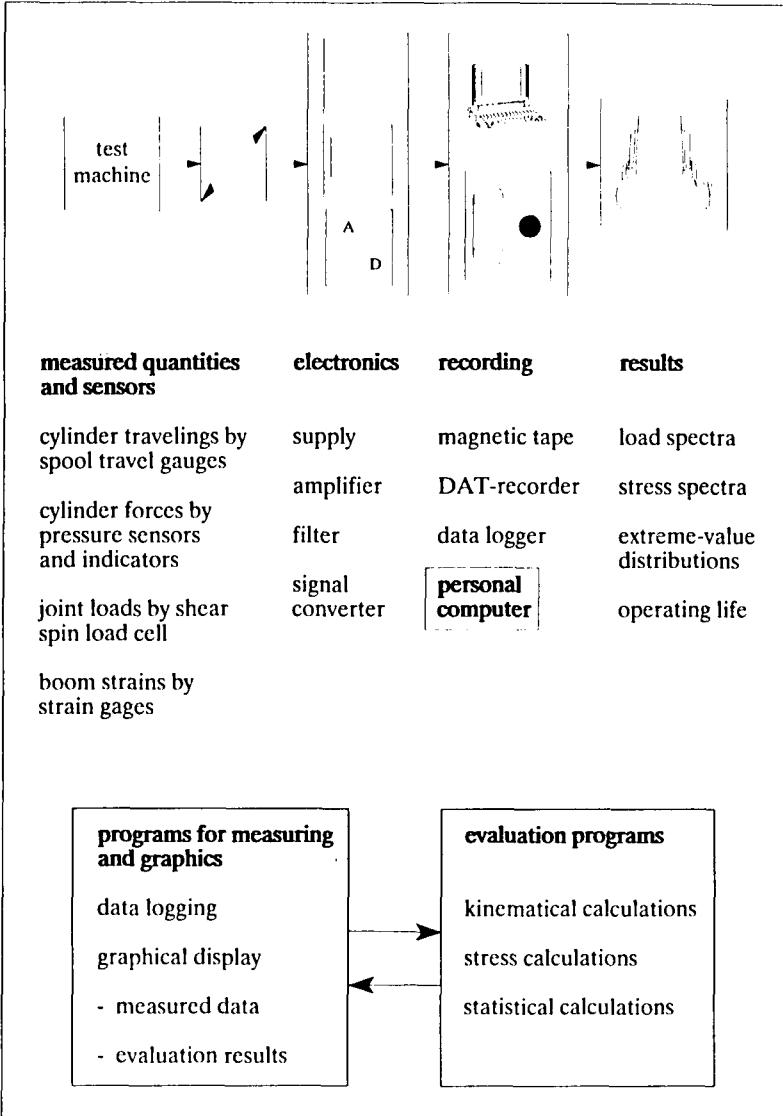 test
machine
A
D
measured quantities
and sensors
cylinder travelings by
spool travel gauges
cylinder forces by
pressure sensors
and indicators
joint loads by shear
spin load cell
boom strains by
strain gages
electronics
supply
amplifier
filter
signal
converter
recording
magnetic tape
DAT-recorder
data logger
personal
computer
results
load spectra
stress spectra
extreme-value
distributions
operating life
programs for measuring
and graphics
data logging
graphical display
- measured data
- evaluation results
evaluation programs
kinematical calculations
stress calculations
statistical calculations